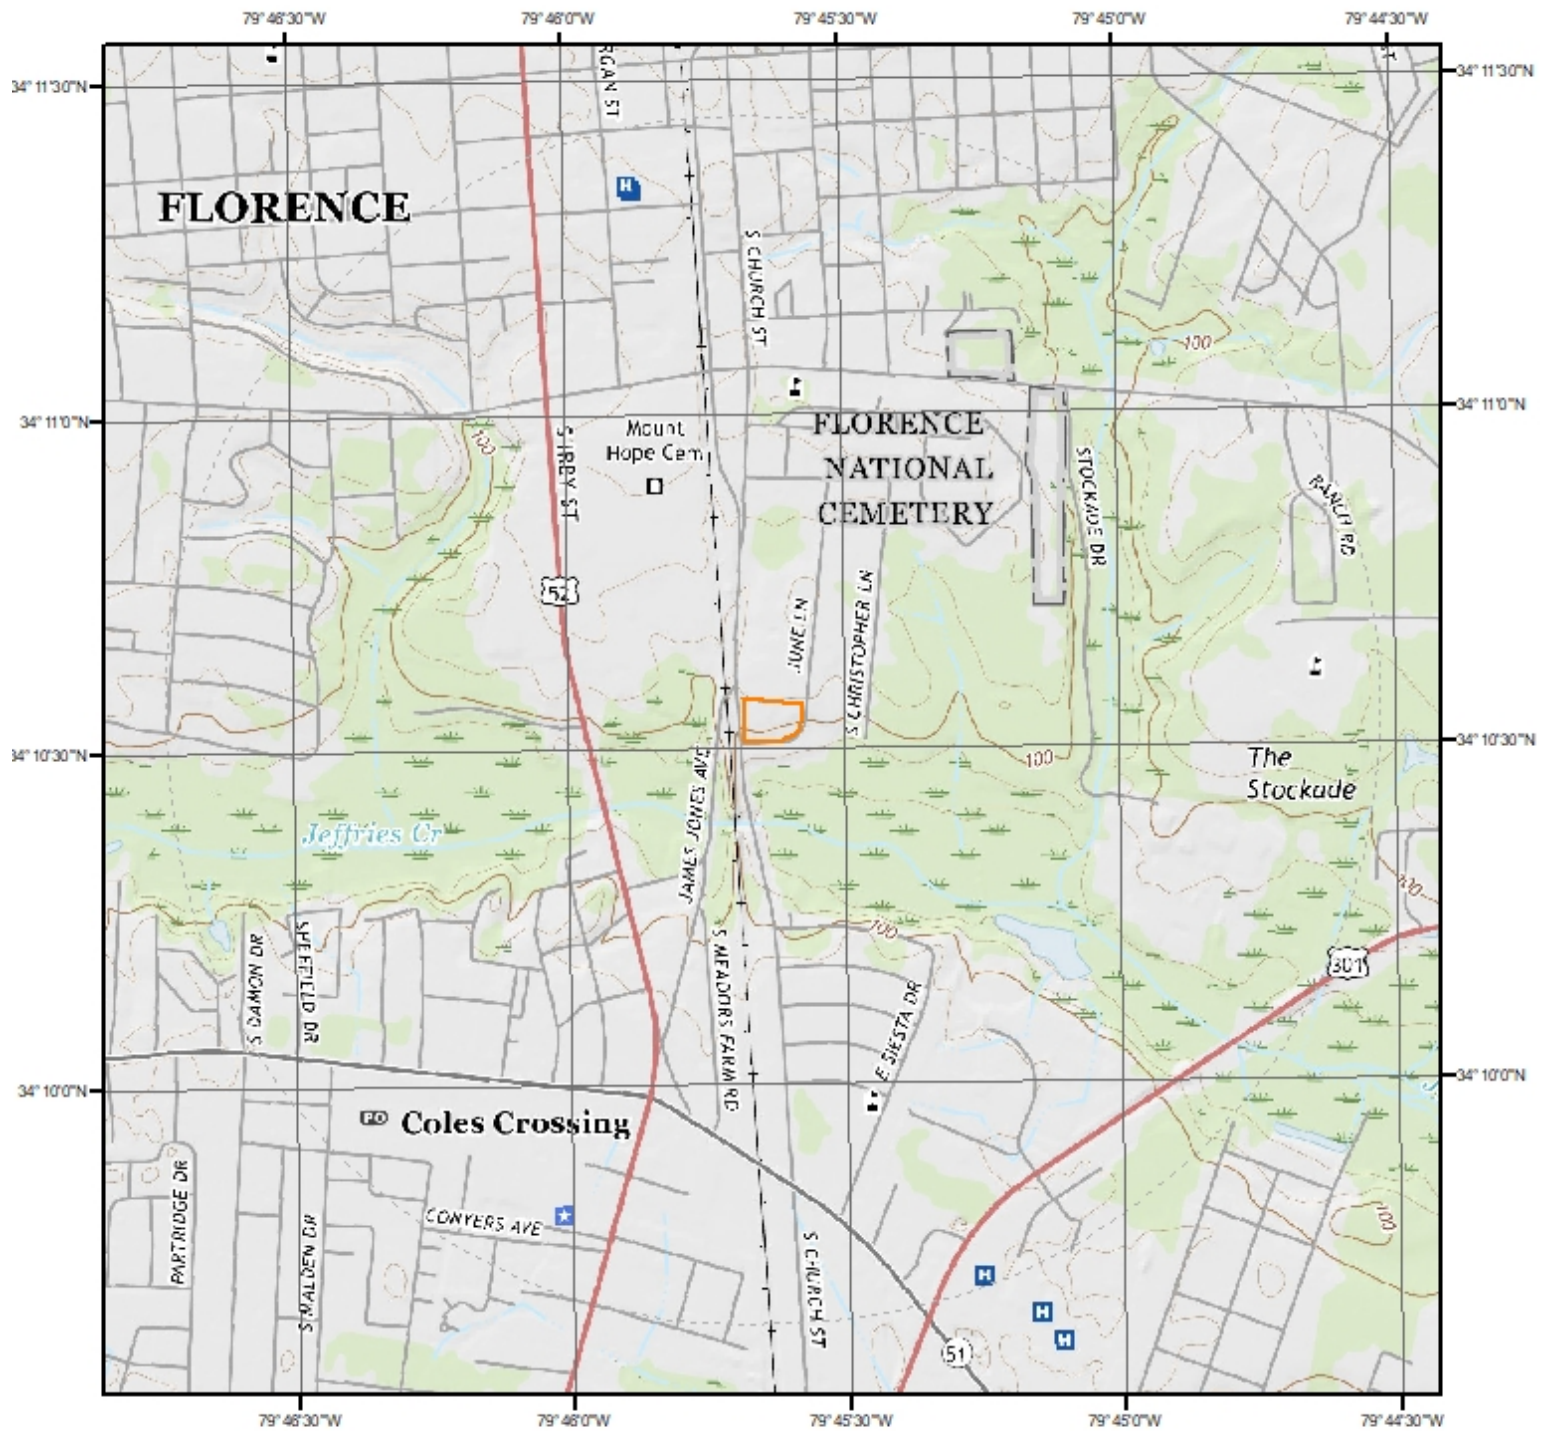 79°46'30"W
79°46'0"W
79°45'30"W
79°45'0"W
79°44'30"W
34°11'30"N
34°11'30"N
RGAN ST
H
FLORENCE
S CHURCH ST
100
34°11'0"N
34°11'0"N
FLORENCE
NATIONAL
CEMETERY
Mount
Hope Cem
100
S IRBY ST
STOCKADE DR
RANCH RD
52
JUNE LN
S CHRISTOPHER LN
34°10'30"N
34°10'30"N
100
The
Stockade
JAMES JONES AVE
Jeffries Cr
100
100
S DAMON DR
SHEFFIELD DR
S MEADORS FARM RD
E SIESTA DR
301
34°10'0"N
34°10'0"N
J
PO
Coles Crossing
PARTRIDGE DR
S MALDEN DR
CONYERS AVE
S CHURCH ST
100
H
H
H
51
79°46'30"W
79°46'0"W
79°45'30"W
79°45'0"W
79°44'30"W